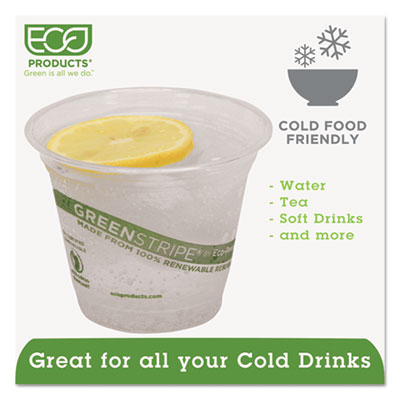 ECO
PRODUCTS®
Green is all we do.™
COLD FOOD
FRIENDLY
- Water
- Tea
- Soft Drinks
- and more
GREENSTRIPE®
MADE FROM 100% RENEWABLE
ecoproducts.com
Great for all your Cold Drinks